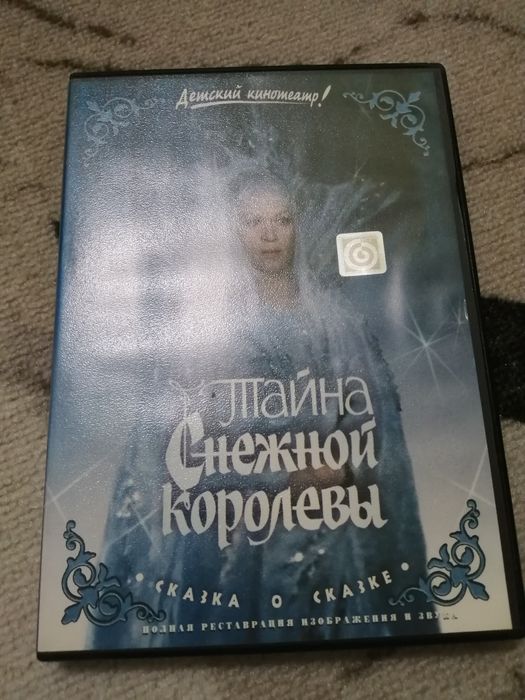 Детский кинотеатр!
Тайна
Снежной
королевы
• СКАЗКА О СКАЗКЕ •
ПОЛНАЯ РЕСТАВРАЦИЯ ИЗОБРАЖЕНИЯ И ЗВУКА